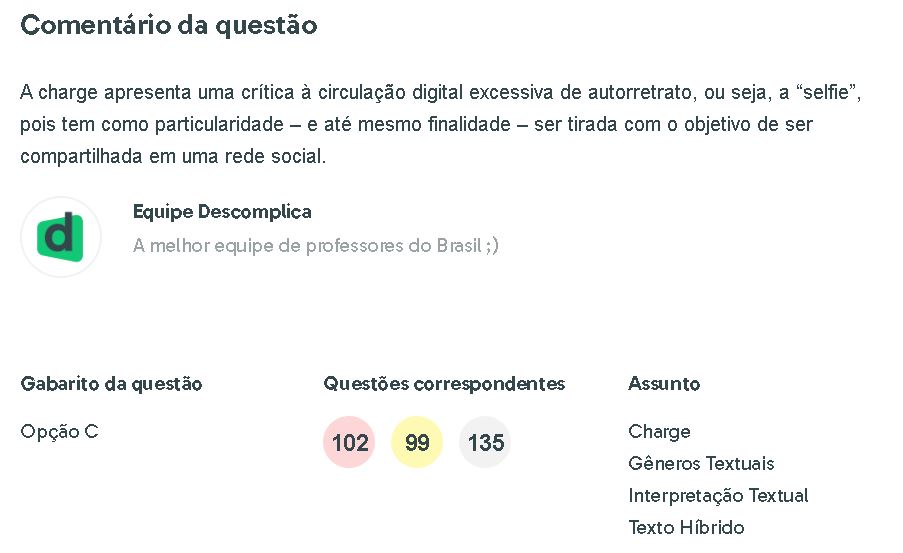 Comentário da questão
A charge apresenta uma crítica à circulação digital excessiva de autorretrato, ou seja, a “selfie”,
pois tem como particularidade – e até mesmo finalidade – ser tirada com o objetivo de ser
compartilhada em uma rede social.
d
Equipe Descomplica
A melhor equipe de professores do Brasil ;)
Gabarito da questão
Opção C
Questões correspondentes
102 99 135
Assunto
Charge
Gêneros Textuais
Interpretação Textual
Texto Híbrido